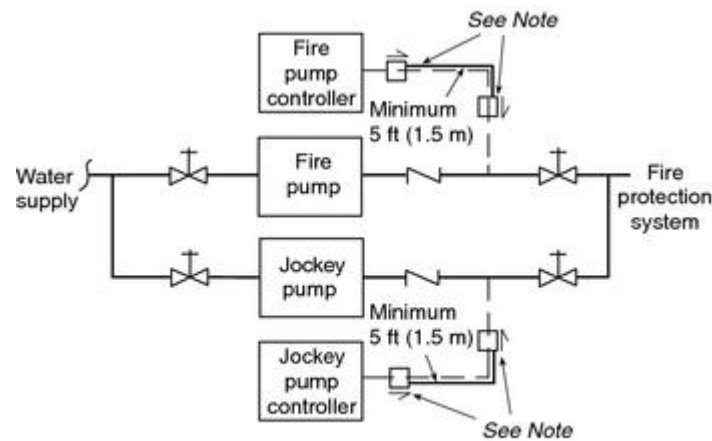 See Note
Fire
pump
controller
Minimum
5 ft (1.5 m)
Water
supply
Fire
pump
Fire
protection
system
Jockey
pump
Minimum
5 ft (1.5 m)
Jockey
pump
controller
See Note